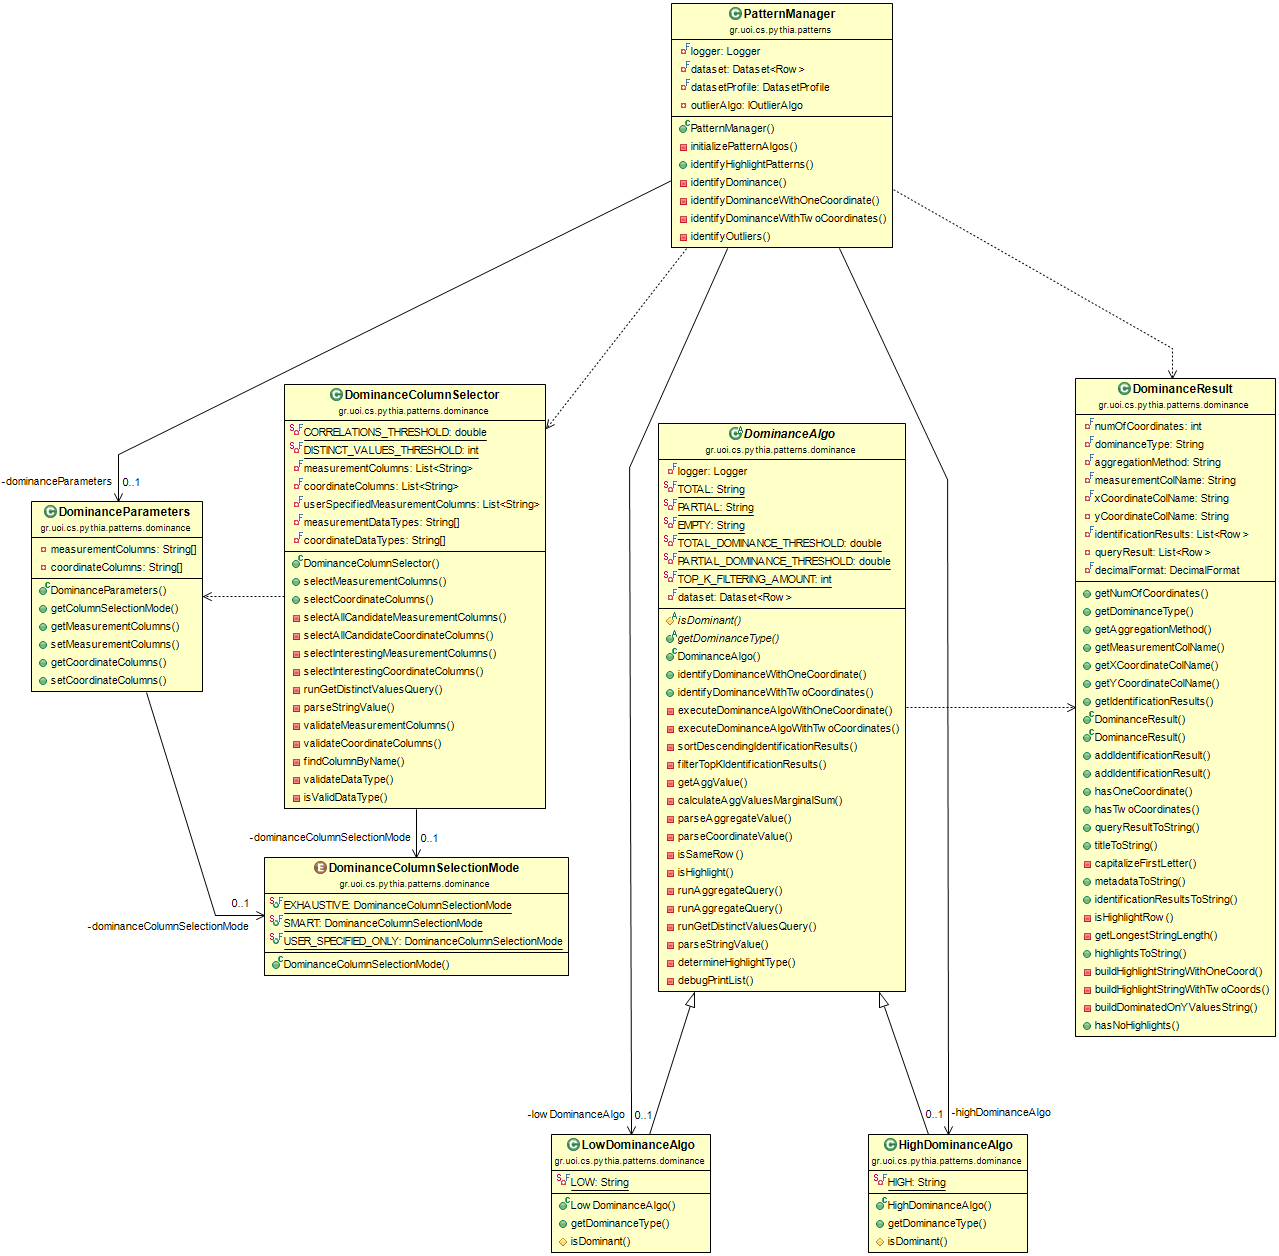 PatternManager
gr.uoi.cs.pythia.patterns
logger: Logger
dataset: Dataset<Row>
datasetProfile: DatasetProfile
outlierAlgo: IOutlierAlgo
PatternManager()
initializePatternAlgos()
identifyHighlightPatterns()
identifyDominance()
identifyDominanceWithOneCoordinate()
identifyDominanceWithTwoCoordinates()
identifyOutliers()
-dominanceParameters
0..1
DominanceParameters
gr.uoi.cs.pythia.patterns.dominance
measurementColumns: String[]
coordinateColumns: String[]
DominanceParameters()
getColumnSelectionMode()
getMeasurementColumns()
setMeasurementColumns()
getCoordinateColumns()
setCoordinateColumns()
DominanceColumnSelector
gr.uoi.cs.pythia.patterns.dominance
CORRELATIONS_THRESHOLD: double
DISTINCT_VALUES_THRESHOLD: int
measurementColumns: List<String>
coordinateColumns: List<String>
userSpecifiedMeasurementColumns: List<String>
measurementDataTypes: String[]
coordinateDataTypes: String[]
DominanceColumnSelector()
selectMeasurementColumns()
selectCoordinateColumns()
selectAllCandidateMeasurementColumns()
selectAllCandidateCoordinateColumns()
selectInterestingMeasurementColumns()
selectInterestingCoordinateColumns()
runGetDistinctValuesQuery()
parseStringValue()
validateMeasurementColumns()
validateCoordinateColumns()
findColumnByName()
validateDataType()
isValidDataType()
-dominanceColumnSelectionMode
0..1
0..1
-dominanceColumnSelectionMode
DominanceColumnSelectionMode
gr.uoi.cs.pythia.patterns.dominance
EXHAUSTIVE: DominanceColumnSelectionMode
SMART: DominanceColumnSelectionMode
USER_SPECIFIED_ONLY: DominanceColumnSelectionMode
DominanceColumnSelectionMode()
DominanceAlgo
gr.uoi.cs.pythia.patterns.dominance
logger: Logger
TOTAL: String
PARTIAL: String
EMPTY: String
TOTAL_DOMINANCE_THRESHOLD: double
PARTIAL_DOMINANCE_THRESHOLD: double
TOP_K_FILTERING_AMOUNT: int
dataset: Dataset<Row>
isDominant()
getDominanceType()
DominanceAlgo()
identifyDominanceWithOneCoordinate()
identifyDominanceWithTwoCoordinates()
executeDominanceAlgoWithOneCoordinate()
executeDominanceAlgoWithTwoCoordinates()
sortDescendingIdentificationResults()
filterTopKIdentificationResults()
getAggValue()
calculateAggValuesMarginalSum()
parseAggregateValue()
parseCoordinateValue()
isSameRow()
isHighlight()
runAggregateQuery()
runAggregateQuery()
runGetDistinctValuesQuery()
parseStringValue()
determineHighlightType()
debugPrintList()
DominanceResult
gr.uoi.cs.pythia.patterns.dominance
numOfCoordinates: int
dominanceType: String
aggregationMethod: String
measurementColName: String
xCoordinateColName: String
yCoordinateColName: String
identificationResults: List<Row>
queryResult: List<Row>
decimalFormat: DecimalFormat
getNumOfCoordinates()
getDominanceType()
getAggregationMethod()
getMeasurementColName()
getXCoordinateColName()
getYCoordinateColName()
getIdentificationResults()
DominanceResult()
DominanceResult()
addIdentificationResult()
addIdentificationResult()
hasOneCoordinate()
hasTwoCoordinates()
queryResultToString()
titleToString()
capitalizeFirstLetter()
metadataToString()
identificationResultsToString()
isHighlightRow()
getLongestStringLength()
highlightsToString()
buildHighlightStringWithOneCoord()
buildHighlightStringWithTwoCoords()
buildDominatedOnYValuesString()
hasNoHighlights()
-lowDominanceAlgo
0..1
0..1
-highDominanceAlgo
LowDominanceAlgo
gr.uoi.cs.pythia.patterns.dominance
LOW: String
LowDominanceAlgo()
getDominanceType()
isDominant()
HighDominanceAlgo
gr.uoi.cs.pythia.patterns.dominance
HIGH: String
HighDominanceAlgo()
getDominanceType()
isDominant()